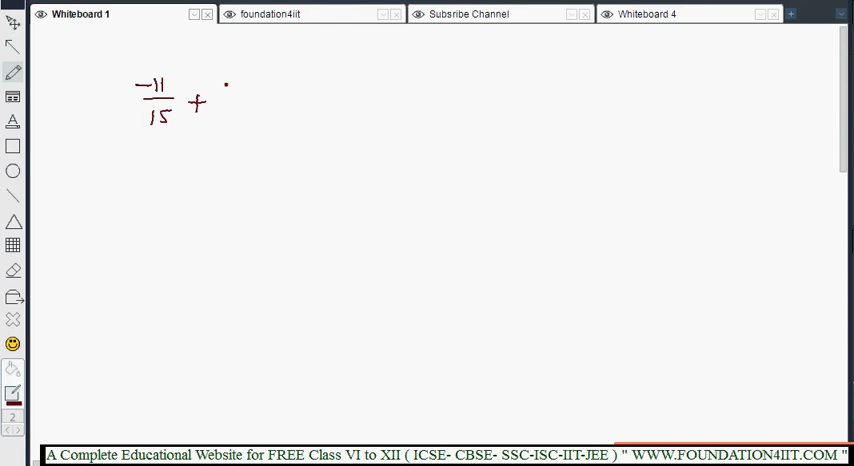 Whiteboard 1
foundation4iit
Subsribe Channel
Whiteboard 4
-11
15 +
2
A Complete Educational Website for FREE Class VI to XII ( ICSE- CBSE- SSC-ISC-IIT-JEE ) " WWW.FOUNDATION4IIT.COM "